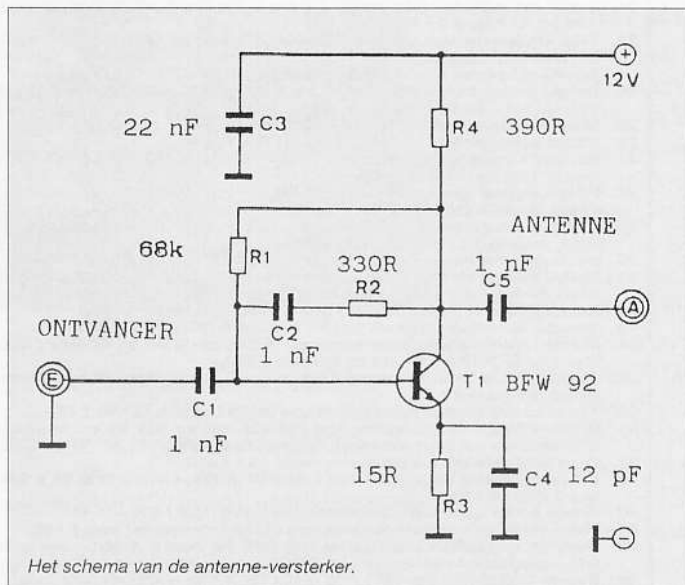 +
12V
22 nF C3
R4 390R
ANTENNE
68k R1
330R
R2
1 nF
C5
A
ONTVANGER
C2
1 nF
E
C1
1 nF
T1 BFW 92
15R R3
C4 12 pF
-
Het schema van de antenne-versterker.